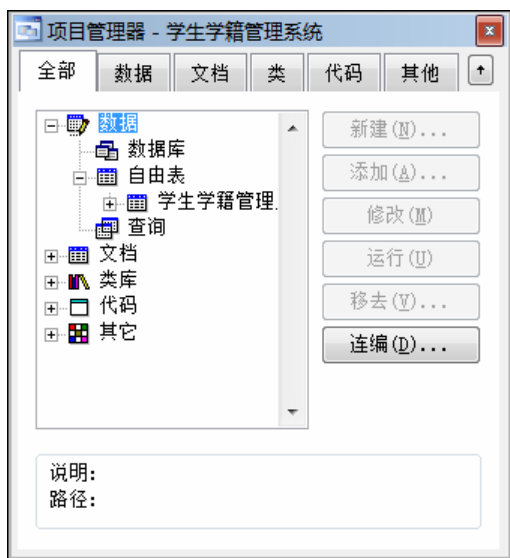 项目管理器 - 学生学籍管理系统
全部 数据 文档 类 代码 其他
数据
数据库
自由表
学生学籍管理.
查询
文档
类库
代码
其它
新建(N)...
添加(A)...
修改(M)
运行(U)
移去(V)...
连编(D)...
说明:
路径: